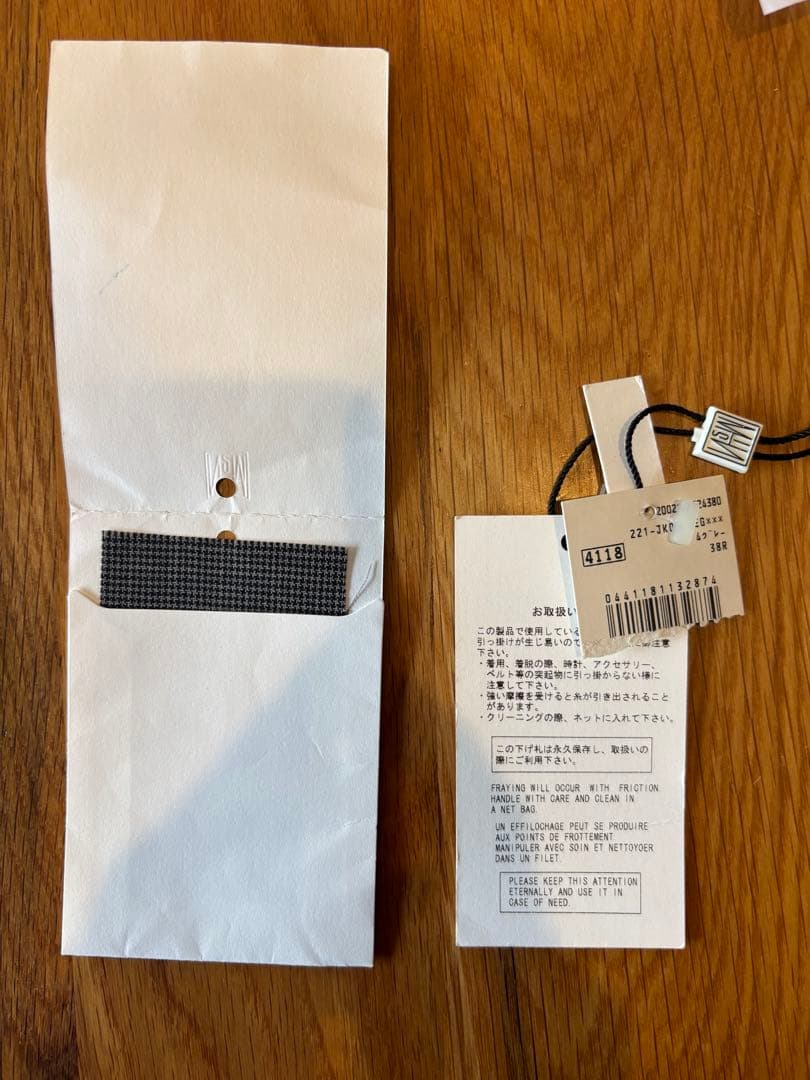 4118
38R
0441181132874
お取扱い
この製品で使用している
引っ掛けが生じ易いので
下さい。
・着用、着脱の際、時計、アクセサリー、
ベルト等の突起物に引っ掛からない様に
注意して下さい。
・強い摩擦を受けると糸が引き出されること
があります。
・クリーニングの際、ネットに入れて下さい。
この下げ札は永久保存し、取扱いの
際にご利用下さい。
FRAYING WILL OCCUR WITH FRICTION.
HANDLE WITH CARE AND CLEAN IN
A NET BAG.
UN EFFILOCHAGE PEUT SE PRODUIRE
AUX POINTS DE FROTTEMENT.
MANIPULER AVEC SOIN ET NETTOYOER
DANS UN FILET.
PLEASE KEEP THIS ATTENTION
ETERNALLY AND USE IT IN
CASE OF NEED.